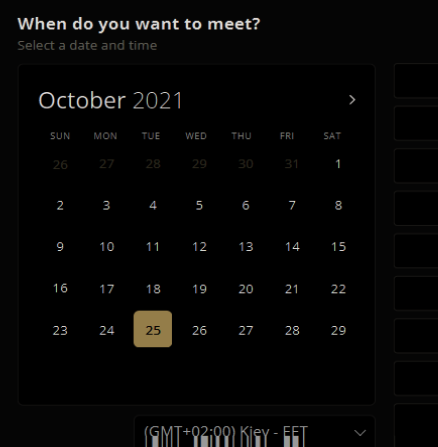 When do you want to meet?
Select a date and time
October 2021
SUN MON TUE WED THU FRI SAT
26 27 28 29 30 31 1
2 3 4 5 6 7 8
9 10 11 12 13 14 15
16 17 18 19 20 21 22
23 24 25 26 27 28 29
(GMT+02:00) Kiev - EET